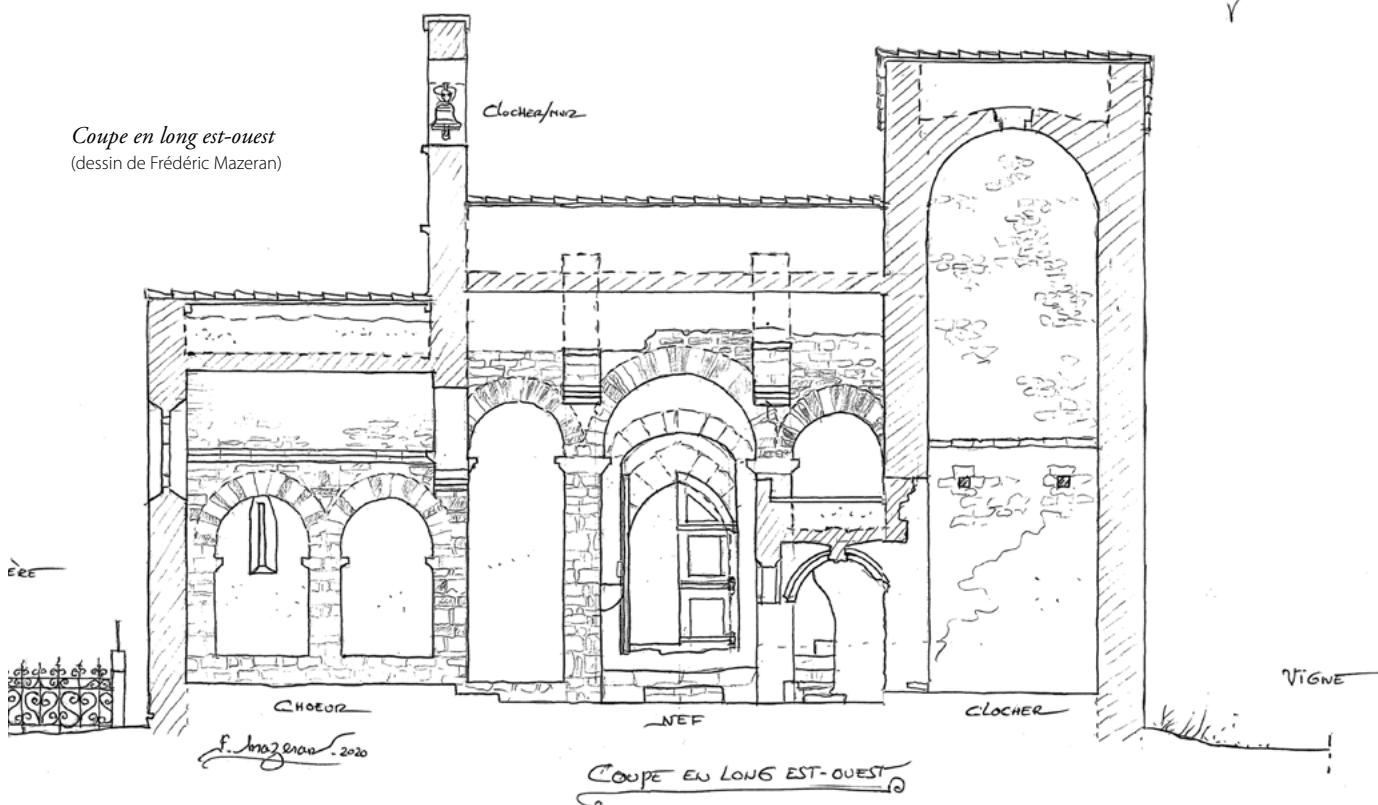 Coupe en long est-ouest
(dessin de Frédéric Mazeran)
CLOCHER/MUR
ÈRE
CHOEUR
NEF
CLOCHER
VIGNE
F. Mazeran. 2020
COUPE EN LONG EST-OUEST